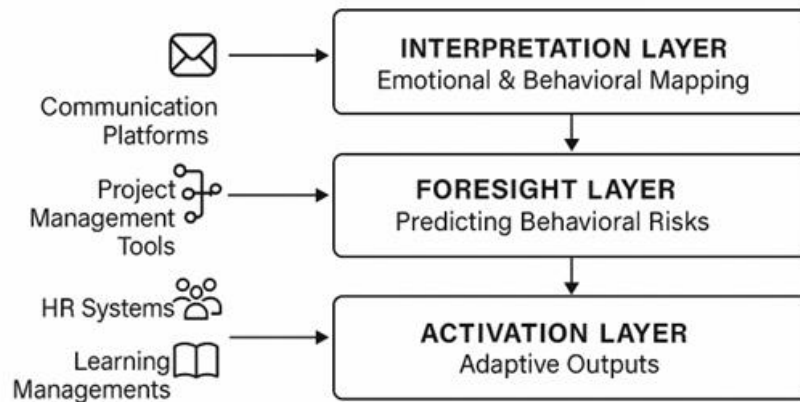 INTERPRETATION LAYER
Emotional & Behavioral Mapping
Communication
Platforms
FORESIGHT LAYER
Predicting Behavioral Risks
Project
Management
Tools
HR Systems
ACTIVATION LAYER
Adaptive Outputs
Learning
Managements